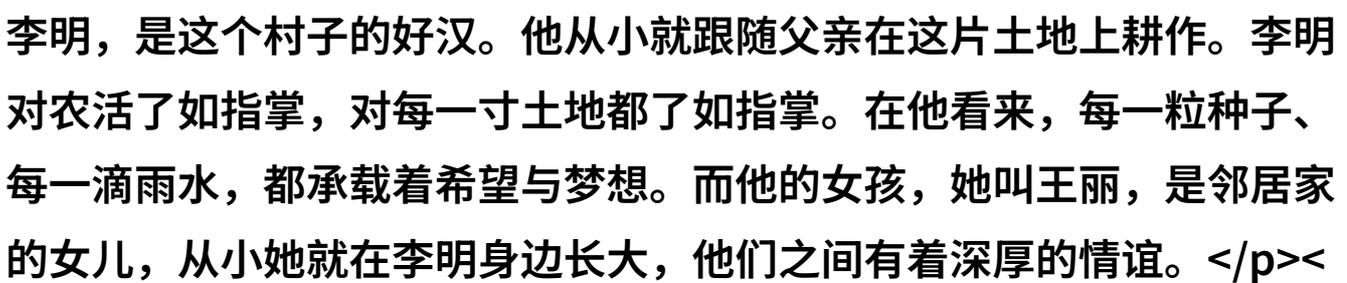 李明，是这个村子的好汉。他从小就跟随父亲在这片土地上耕作。李明
对农活了如指掌，对每一寸土地都了如指掌。在他看来，每一粒种子、
每一滴雨水，都承载着希望与梦想。而他的女孩，她叫王丽，是邻居家
的女儿，从小她就在李明身边长大，他们之间有着深厚的情谊。</p><